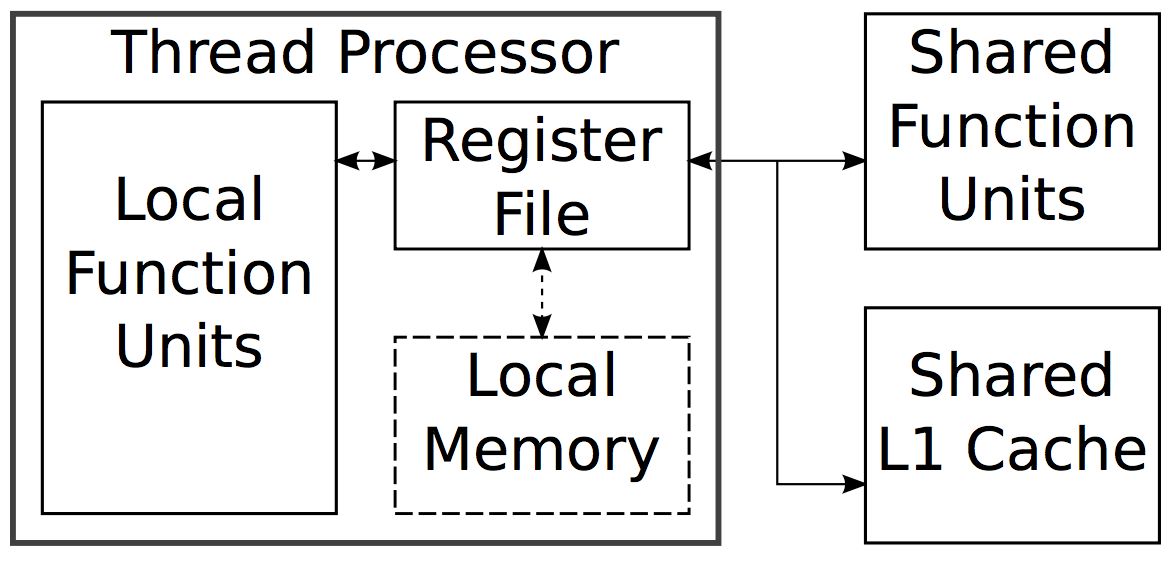 Thread Processor
Local
Function
Units
Register
File
Local
Memory
Shared
Function
Units
Shared
L1 Cache